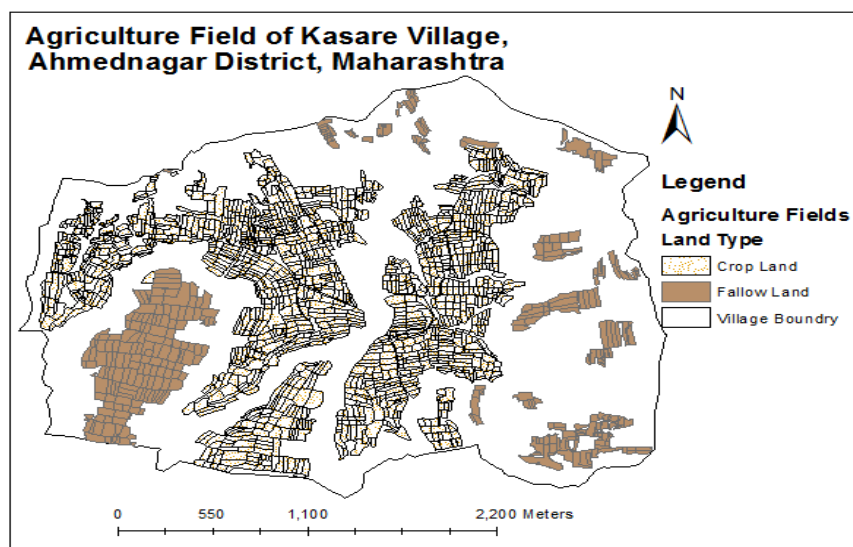 Agriculture Field of Kasare Village,
Ahmednagar District, Maharashtra
N
Legend
Agriculture Fields
Land Type
Crop Land
Fallow Land
Village Boundry
0 550 1,100 2,200 Meters